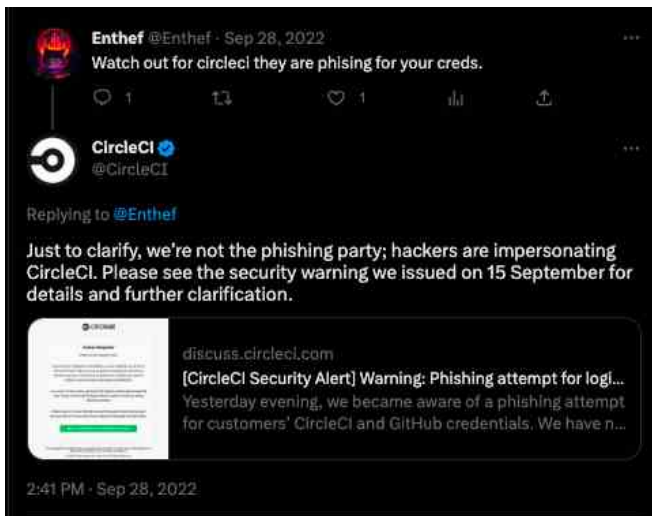 Enthef @Enthef · Sep 28, 2022
Watch out for circleci they are phising for your creds.
1 1
CircleCI
@CircleCI
Replying to @Enthef
Just to clarify, we're not the phishing party; hackers are impersonating
CircleCI. Please see the security warning we issued on 15 September for
details and further clarification.
circleci
discuss.circleci.com
[CircleCI Security Alert] Warning: Phishing attempt for logi...
Yesterday evening, we became aware of a phishing attempt
for customers' CircleCI and GitHub credentials. We have n...
2:41 PM · Sep 28, 2022